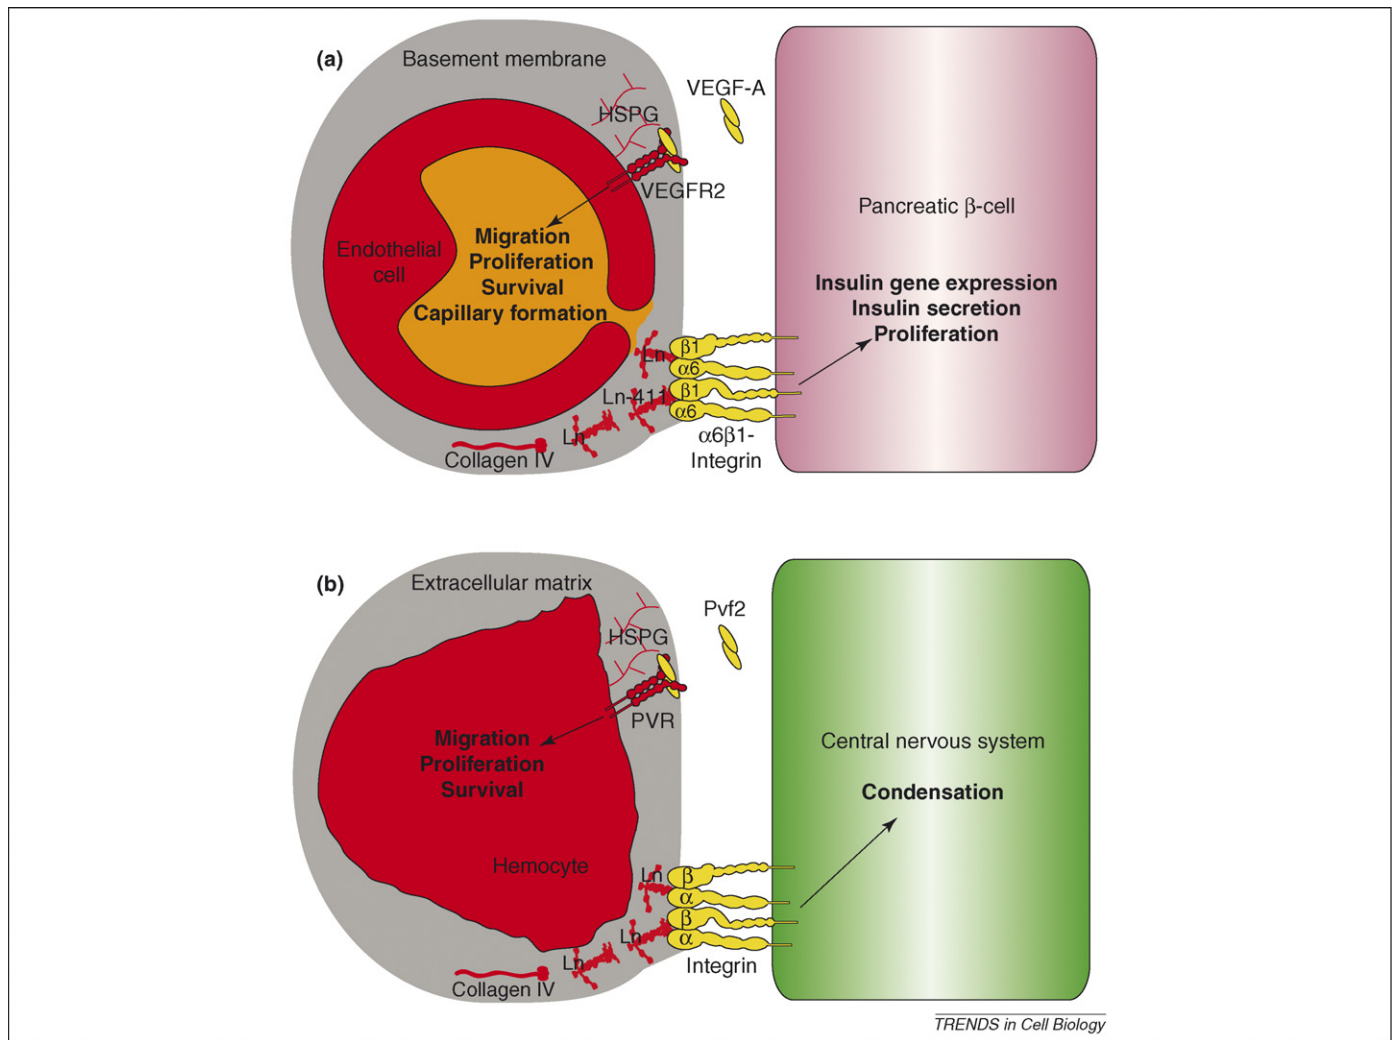 (a)
Basement membrane
HSPG
VEGF-A
VEGFR2
Pancreatic β-cell
Endothelial
cell
Migration
Proliferation
Survival
Capillary formation
Insulin gene expression
Insulin secretion
Proliferation
Ln
β1
α6
Ln-411
β1
α6
Ln
α6β1-
Integrin
Collagen IV
(b)
Extracellular matrix
HSPG
Pvf2
PVR
Central nervous system
Migration
Proliferation
Survival
Condensation
Hemocyte
Ln
β
α
Ln
β
α
Ln
Integrin
Collagen IV
TRENDS in Cell Biology